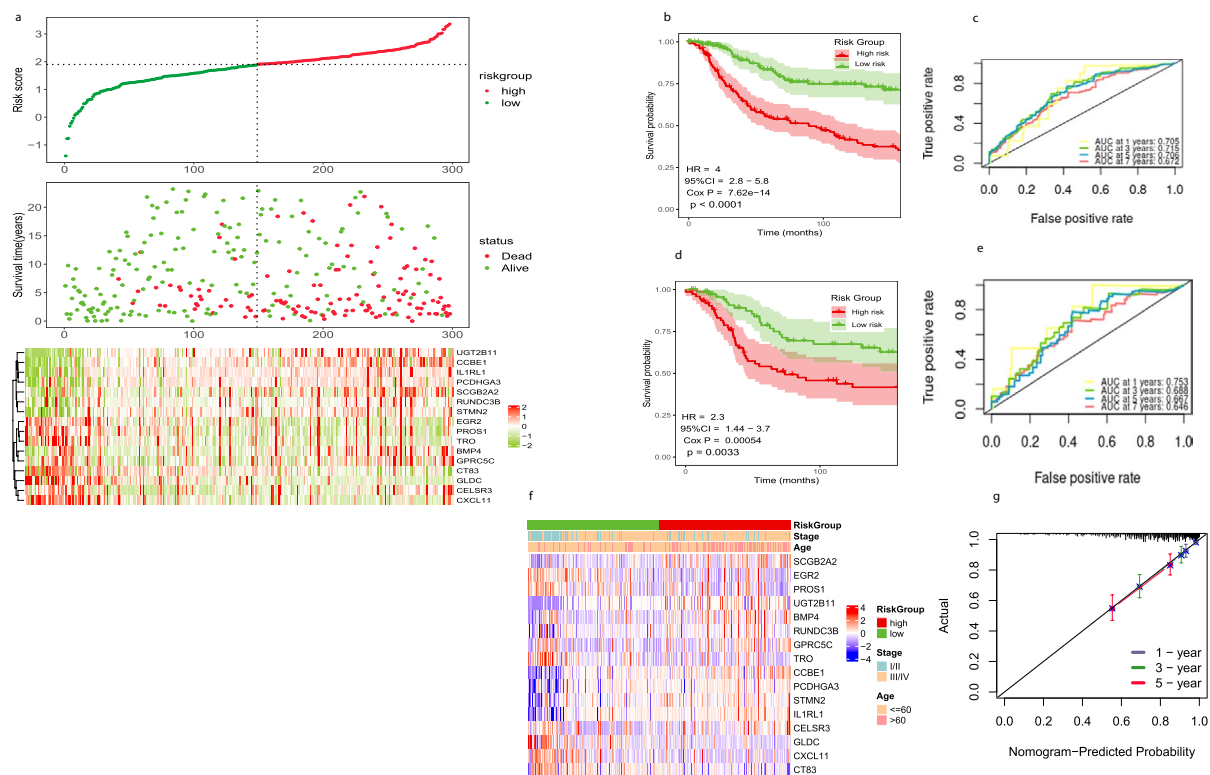 a
Risk score
3
2
1
0
−1
0
100
200
300
riskgroup
high
low
Survival time(years)
20
15
10
5
0
0
100
200
300
status
Dead
Alive
UGT2B11
CCBE1
IL1RL1
PCDHGA3
SCGB2A2
RUNDC3B
STMN2
EGR2
PROS1
TRO
BMP4
GPRC5C
CT83
GLDC
CELSR3
CXCL11
2
1
0
−1
−2
b
Survival probability
1.00
0.75
0.50
0.25
0.00
Risk Group
High risk
Low risk
HR = 4
95%CI = 2.8 − 5.8
Cox P = 7.62e−14
p < 0.0001
0
100
Time (months)
c
True positive rate
0.0
0.4
0.8
AUC at 1 years: 0.705
AUC at 3 years: 0.715
AUC at 5 years: 0.706
AUC at 7 years: 0.672
0.0 0.2 0.4 0.6 0.8 1.0
False positive rate
d
Survival probability
1.00
0.75
0.50
0.25
0.00
Risk Group
High risk
Low risk
HR = 2.3
95%CI = 1.44 − 3.7
Cox P = 0.00054
p = 0.0033
0
100
Time (months)
e
True positive rate
0.0
0.4
0.8
AUC at 1 years: 0.753
AUC at 3 years: 0.688
AUC at 5 years: 0.667
AUC at 7 years: 0.646
0.0 0.2 0.4 0.6 0.8 1.0
False positive rate
f
RiskGroup
Stage
Age
SCGB2A2
EGR2
PROS1
UGT2B11
BMP4
RUNDC3B
GPRC5C
TRO
CCBE1
PCDHGA3
STMN2
IL1RL1
CELSR3
GLDC
CXCL11
CT83
4
2
0
−2
−4
RiskGroup
high
low
Stage
I/II
III/IV
Age
<=60
>60
g
Actual
0.0
0.2
0.4
0.6
0.8
1.0
1 − year
3 − year
5 − year
0.0 0.2 0.4 0.6 0.8 1.0
Nomogram−Predicted Probability